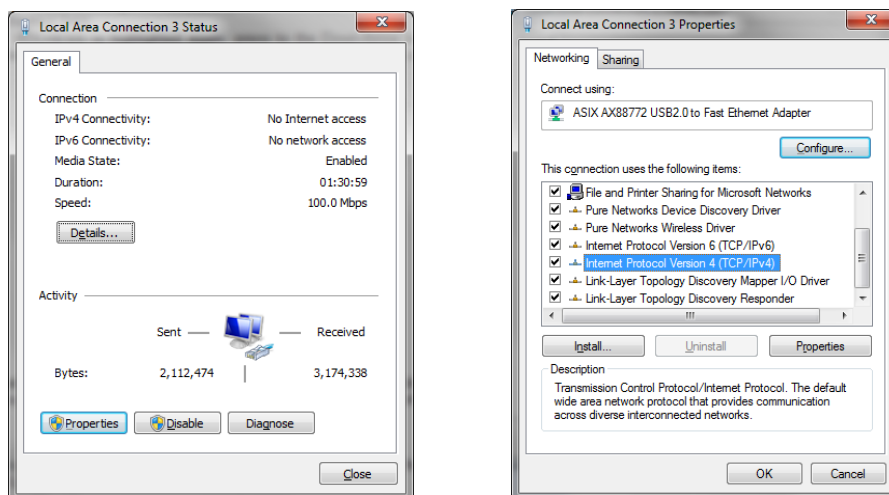 Local Area Connection 3 Status
General
Connection
IPv4 Connectivity: No Internet access
IPv6 Connectivity: No network access
Media State: Enabled
Duration: 01:30:59
Speed: 100.0 Mbps
Details...
Activity
Sent Received
Bytes: 2,112,474 3,174,338
Properties Disable Diagnose
Close
Local Area Connection 3 Properties
Networking Sharing
Connect using:
ASIX AX88772 USB2.0 to Fast Ethernet Adapter
Configure...
This connection uses the following items:
File and Printer Sharing for Microsoft Networks
Pure Networks Device Discovery Driver
Pure Networks Wireless Driver
Internet Protocol Version 6 (TCP/IPv6)
Internet Protocol Version 4 (TCP/IPv4)
Link-Layer Topology Discovery Mapper I/O Driver
Link-Layer Topology Discovery Responder
Install... Uninstall Properties
Description
Transmission Control Protocol/Internet Protocol. The default
wide area network protocol that provides communication
across diverse interconnected networks.
OK Cancel